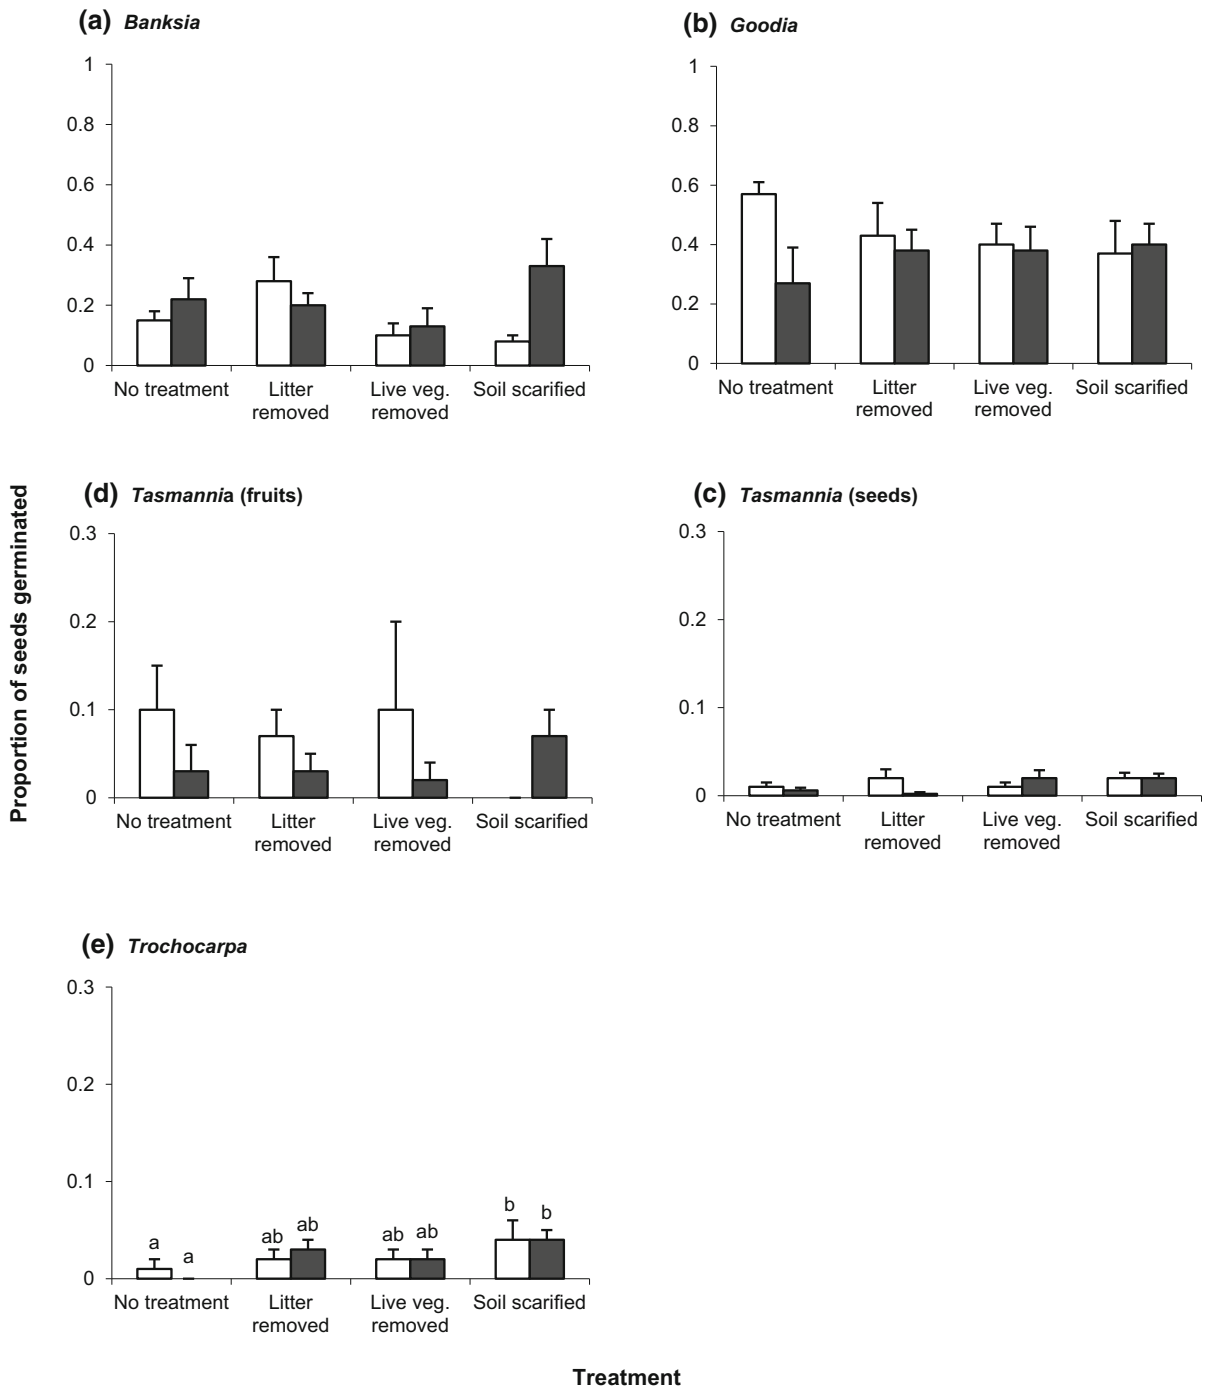 (a) Banksia
1
0.8
0.6
0.4
0.2
0
No treatment
Litter
removed
Live veg.
removed
Soil scarified
(b) Goodia
1
0.8
0.6
0.4
0.2
0
No treatment
Litter
removed
Live veg.
removed
Soil scarified
Proportion of seeds germinated
(d) Tasmannia (fruits)
0.3
0.2
0.1
0
No treatment
Litter
removed
Live veg.
removed
Soil scarified
(c) Tasmannia (seeds)
0.3
0.2
0.1
0
No treatment
Litter
removed
Live veg.
removed
Soil scarified
(e) Trochocarpa
0.3
0.2
0.1
0
a
a
ab
ab
ab
ab
b
b
No treatment
Litter
removed
Live veg.
removed
Soil scarified
Treatment